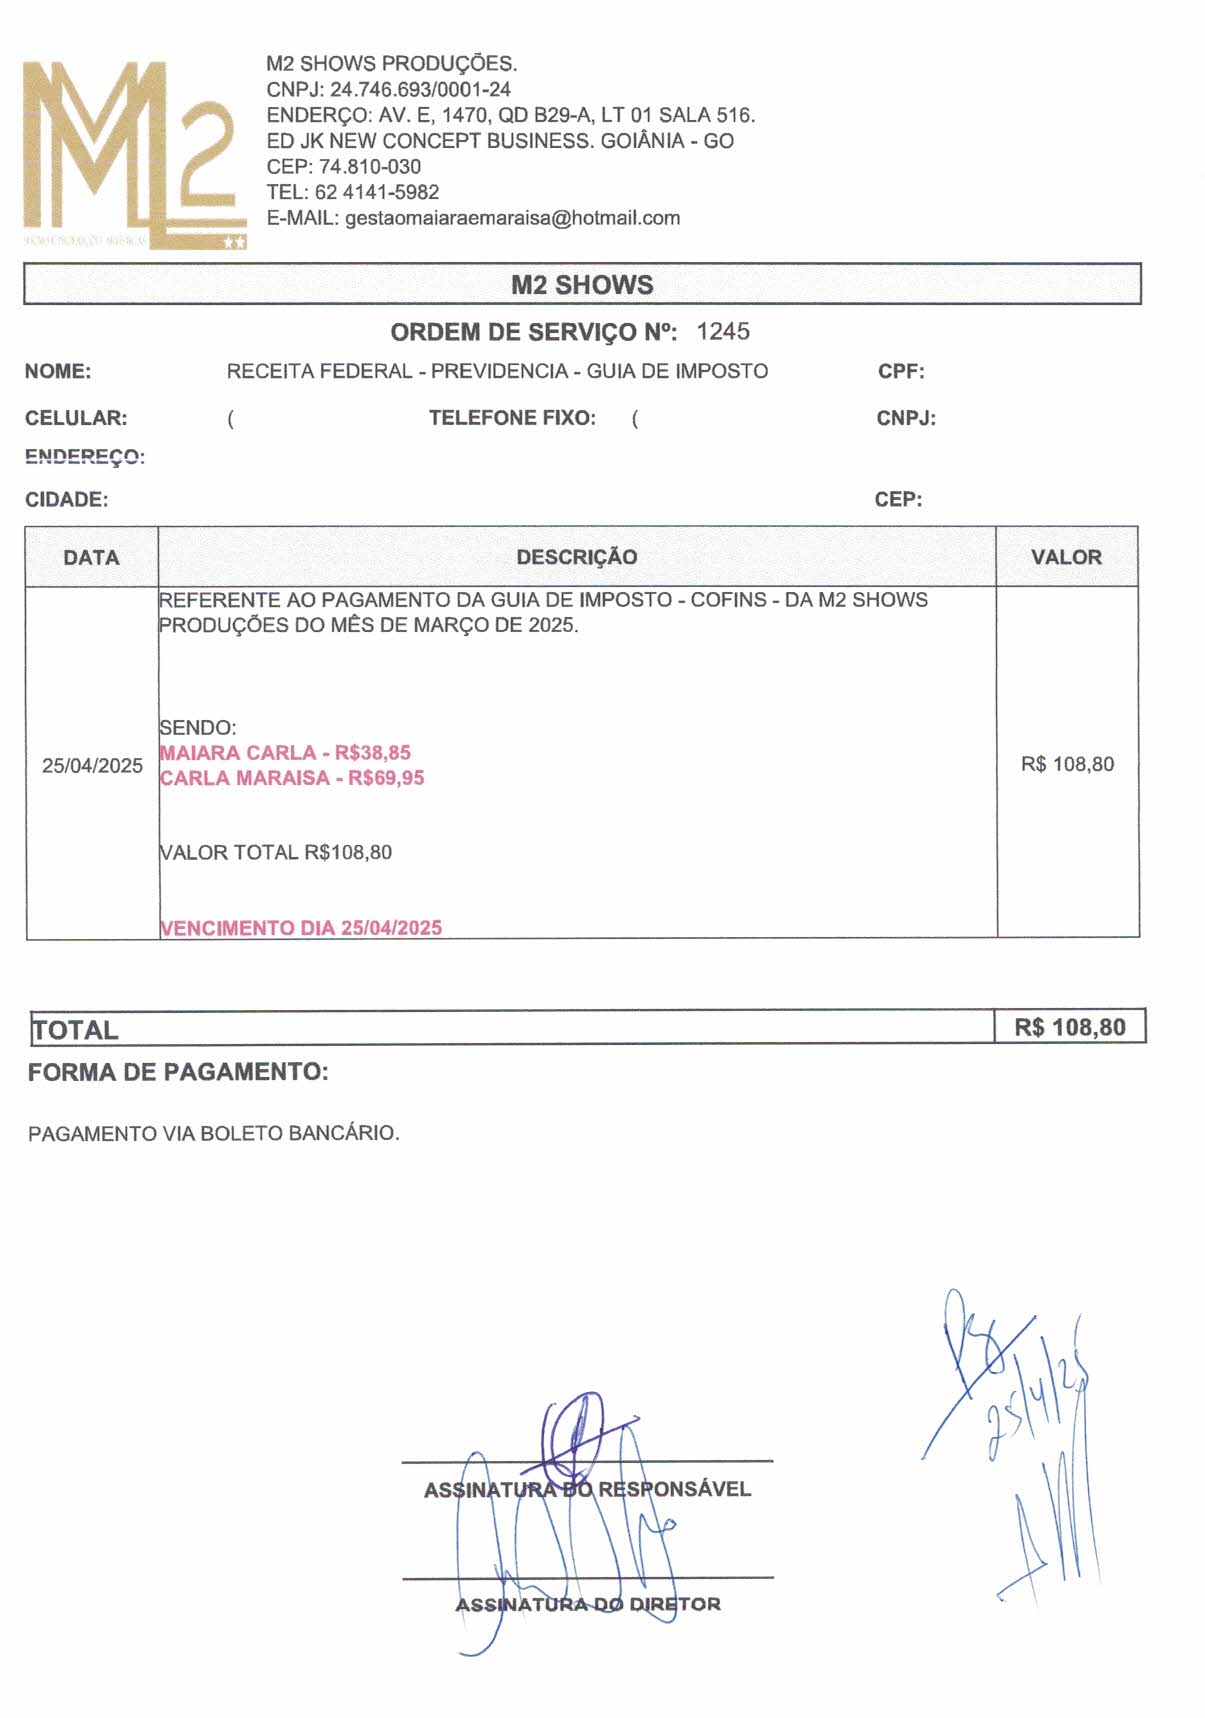 M2 SHOWS PRODUÇÕES.
CNPJ: 24.746.693/0001-24
ENDERÇO: AV. E, 1470, QD B29-A, LT 01 SALA 516.
ED JK NEW CONCEPT BUSINESS. GOIÂNIA - GO
CEP: 74.810-030
TEL: 62 4141-5982
E-MAIL: gestaomaiaraemaraisa@hotmail.com
M2
M2 SHOWS
ORDEM DE SERVIÇO Nº: 1245
NOME: RECEITA FEDERAL - PREVIDENCIA - GUIA DE IMPOSTO CPF:
CELULAR: ( TELEFONE FIXO: ( CNPJ:
ENDEREÇO:
CIDADE: CEP:
DATA DESCRIÇÃO VALOR
REFERENTE AO PAGAMENTO DA GUIA DE IMPOSTO - COFINS - DA M2 SHOWS
PRODUÇÕES DO MÊS DE MARÇO DE 2025.
SENDO:
MAIARA CARLA - R$38,85
25/04/2025 CARLA MARAISA - R$69,95 R$ 108,80
VALOR TOTAL R$108,80
VENCIMENTO DIA 25/04/2025
TOTAL R$ 108,80
FORMA DE PAGAMENTO:
PAGAMENTO VIA BOLETO BANCÁRIO.
25/4/25
ASSINATURA DO RESPONSÁVEL
ASSINATURA DO DIRETOR